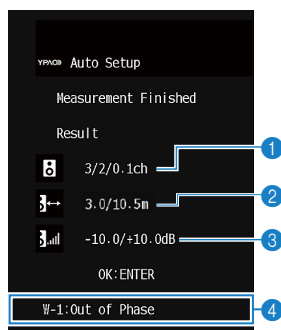 YPAO Auto Setup
Measurement Finished
Result
3/2/0.1ch
1
3.0/10.5m
2
-10.0/+10.0dB
3
OK:ENTER
W-1:Out of Phase
4